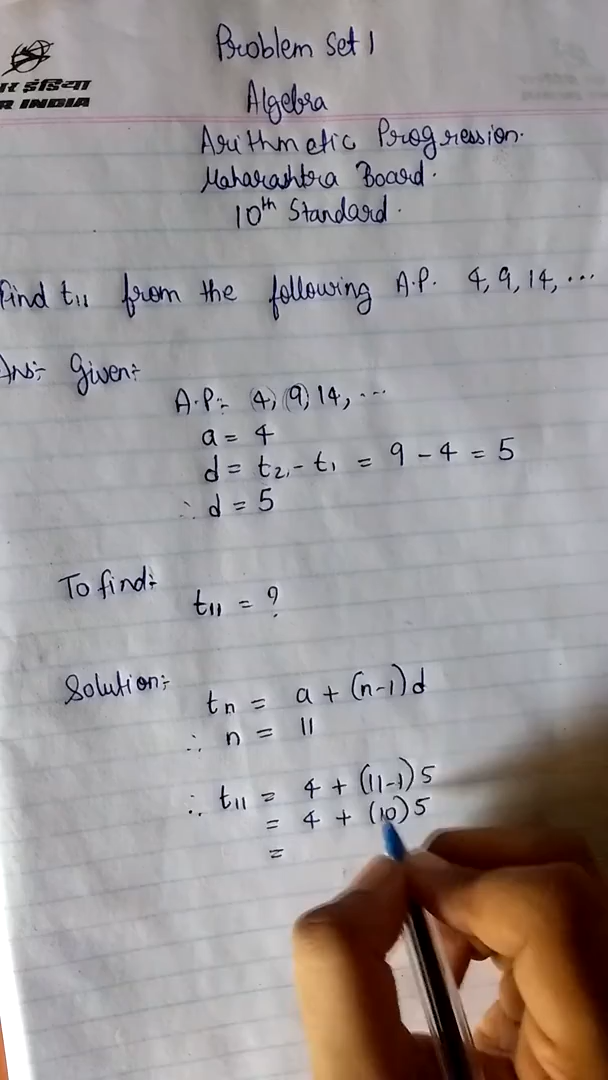 Problem Set 1
र इंडिया
R INDIA
Algebra
Arithmetic Progression.
Maharashtra Board.
10th Standard.
Find t11 from the following A.P. 4, 9, 14, ...
Ans:- Given:-
A.P:- 4, 9, 14, ...
a = 4
d = t2 - t1 = 9 - 4 = 5
∴ d = 5
To find:-
t11 = ?
Solution:-
tn = a + (n-1)d
∴ n = 11
∴ t11 = 4 + (11-1)5
= 4 + (10)5
=